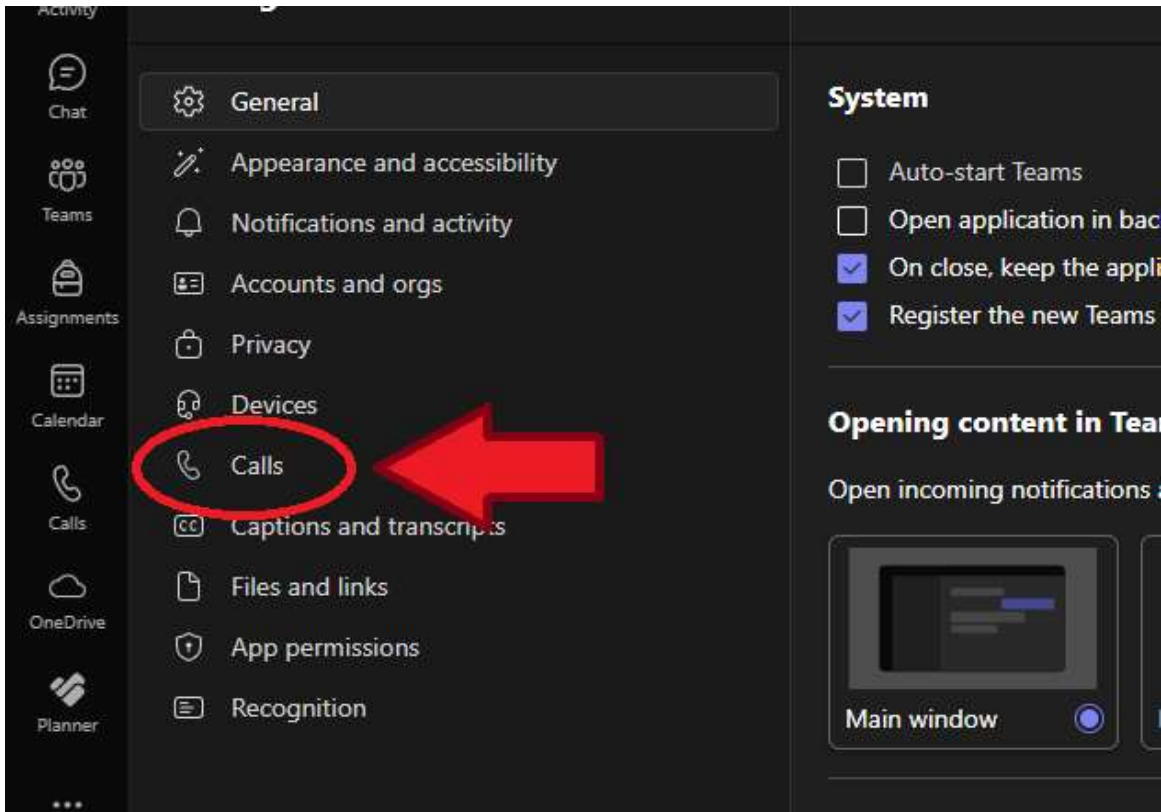 Activity
Chat
Teams
Assignments
Calendar
Calls
OneDrive
Planner
General
Appearance and accessibility
Notifications and activity
Accounts and orgs
Privacy
Devices
Calls
Captions and transcripts
Files and links
App permissions
Recognition
System
Auto-start Teams
Open application in bac
On close, keep the appli
Register the new Teams
Opening content in Tea
Open incoming notifications
Main window